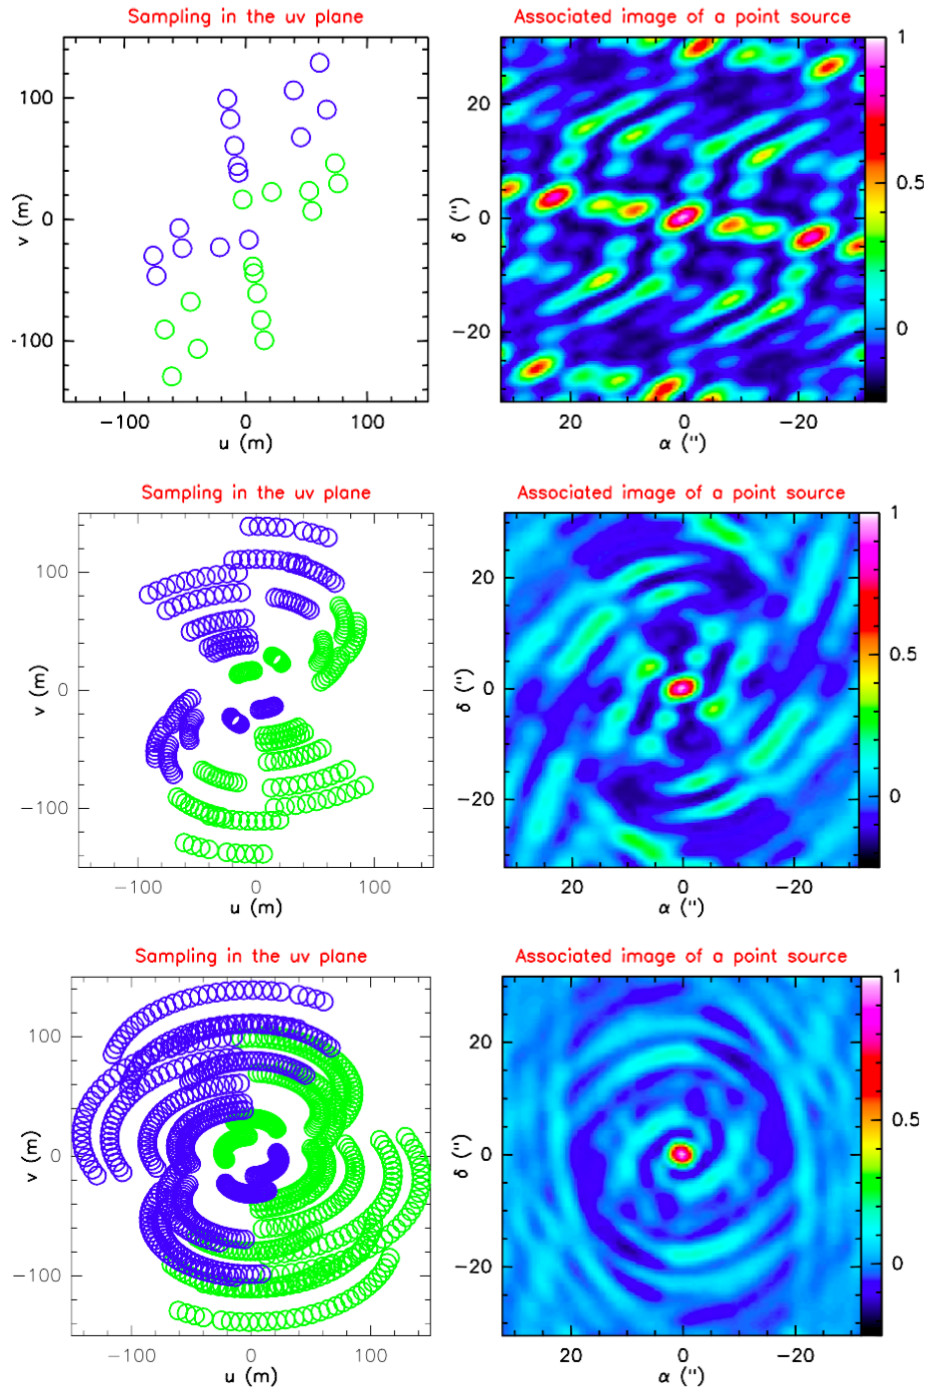 Sampling in the uv plane
Associated image of a point source
100
0
-100
v (m)
−100
0
100
u (m)
20
0
−20
δ (")
20
0
−20
α (")
1
0.5
0
Sampling in the uv plane
Associated image of a point source
100
0
−100
v (m)
−100
0
100
u (m)
20
0
−20
δ (")
20
0
−20
α (")
1
0.5
0
Sampling in the uv plane
Associated image of a point source
100
0
−100
v (m)
−100
0
100
u (m)
20
0
−20
δ (")
20
0
−20
α (")
1
0.5
0